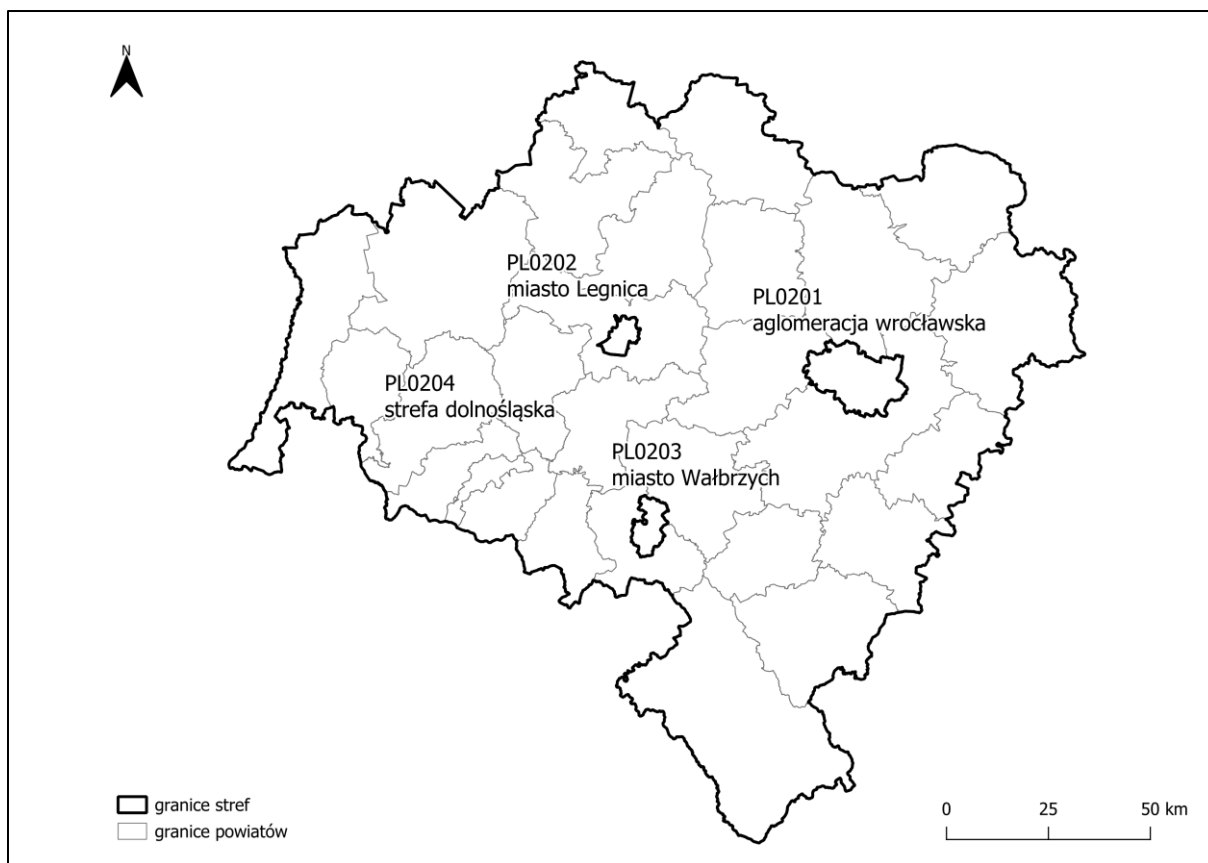 N
PL0202
miasto Legnica
PL0201
aglomeracja wrocławska
PL0204
strefa dolnośląska
PL0203
miasto Wałbrzych
granice stref
granice powiatów
0 25 50 km